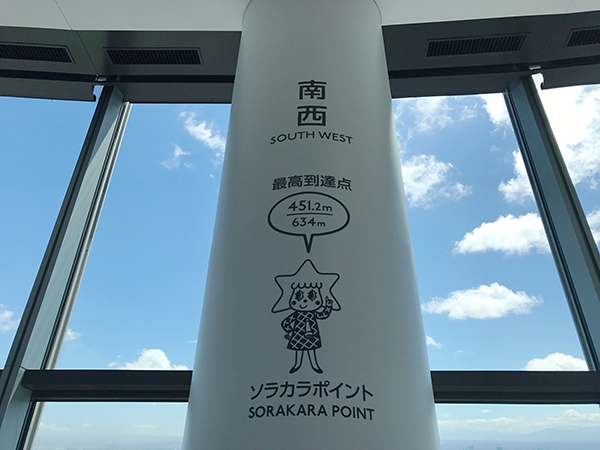 南
西
SOUTH WEST
最高到達点
451.2m
634m
ソラカラポイント
SORAKARA POINT